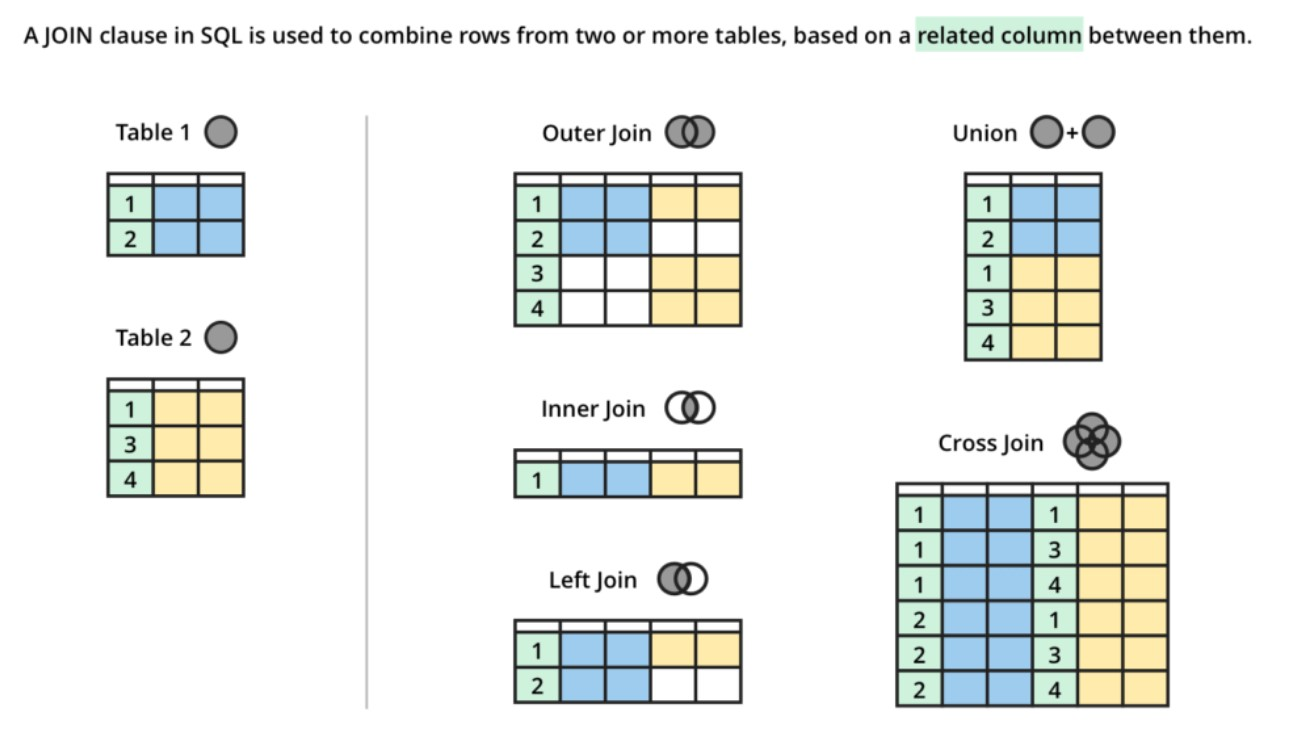 A JOIN clause in SQL is used to combine rows from two or more tables, based on a related column between them.
Table 1
1
2
Table 2
1
3
4
Outer Join
1
2
3
4
Inner Join
1
Left Join
1
2
Union +
1
2
1
3
4
Cross Join
1 1
1 3
1 4
2 1
2 3
2 4